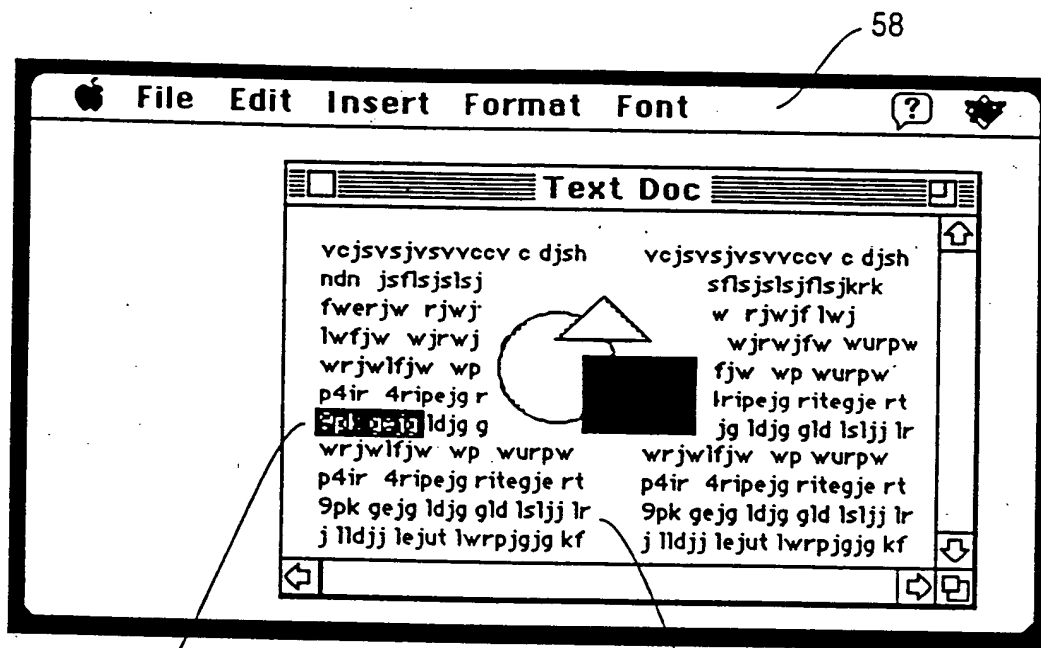 58
File Edit Insert Format Font ?
Text Doc
vcjsvsjvsvvccv c djsh
ndn jsflsjslsj
fwerjw rjwj
lwfjw wjrwj
wrjwlfjw wp
p4ir 4ripejg r
9pk gejg ldjg g
wrjwlfjw wp wurpw
p4ir 4ripejg ritegje rt
9pk gejg ldjg gld lsljj lr
j lldjj lejut lwrpjgjg kf
vcjsvsjvsvvccv c djsh
sflsjslsjflsjkrk
w rjwjf lwj
wjrwjfw wurpw
fjw wp wurpw
ripejg ritegje rt
jg ldjg gld lsljj lr
wrjwlfjw wp wurpw
p4ir 4ripejg ritegje rt
9pk gejg ldjg gld lsljj lr
j lldjj lejut lwrpjgjg kf